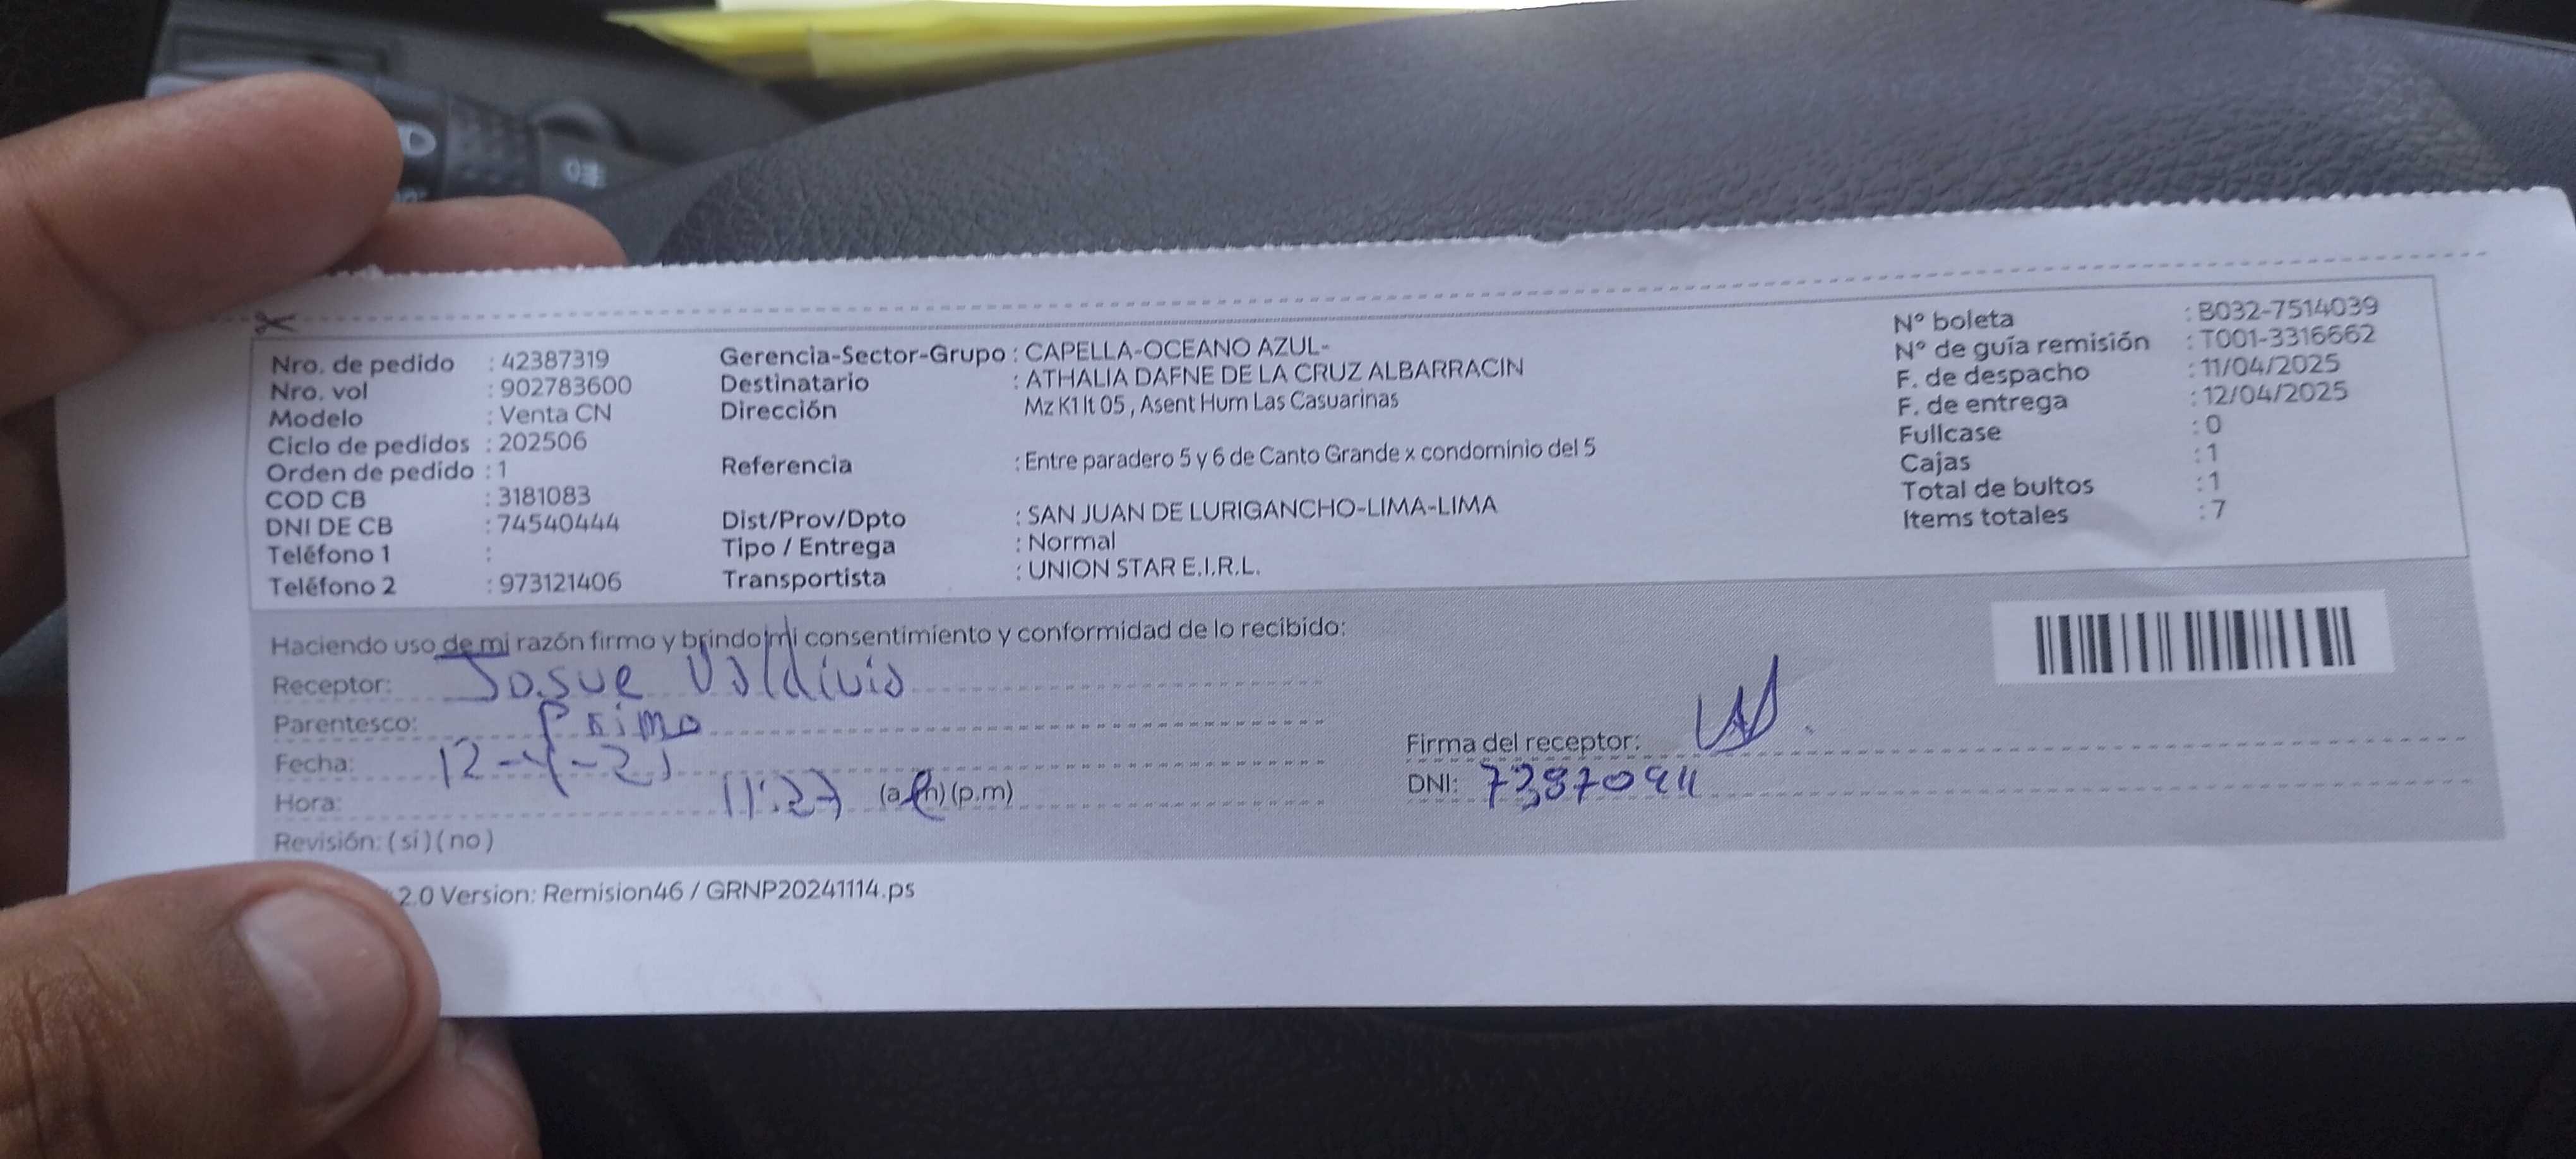 Nro. de pedido : 42387319
Nro. vol : 902783600
Modelo : Venta CN
Ciclo de pedidos : 202506
Orden de pedido : 1
COD CB : 3181083
DNI DE CB : 74540444
Teléfono 1 :
Teléfono 2 : 973121406
Gerencia-Sector-Grupo : CAPELLA-OCEANO AZUL-
Destinatario : ATHALIA DAFNE DE LA CRUZ ALBARRACIN
Dirección Mz K1 lt 05 , Asent Hum Las Casuarinas
Referencia : Entre paradero 5 y 6 de Canto Grande x condominio del 5
Dist/Prov/Dpto : SAN JUAN DE LURIGANCHO-LIMA-LIMA
Tipo / Entrega : Normal
Transportista : UNION STAR E.I.R.L.
N° boleta : B032-7514039
N° de guía remisión : T001-3316662
F. de despacho : 11/04/2025
F. de entrega : 12/04/2025
Fullcase : 0
Cajas : 1
Total de bultos : 1
Items totales : 7
Haciendo uso de mi razón firmo y brindo mi consentimiento y conformidad de lo recibido:
Receptor: Josue Valdivia
Parentesco: Primo
Fecha: 12-4-25
Hora: 11:27 (a.m) (p.m)
Revisión: ( si ) ( no )
Firma del receptor:
DNI: 73870911
2.0 Version: Remision46 / GRNP20241114.ps